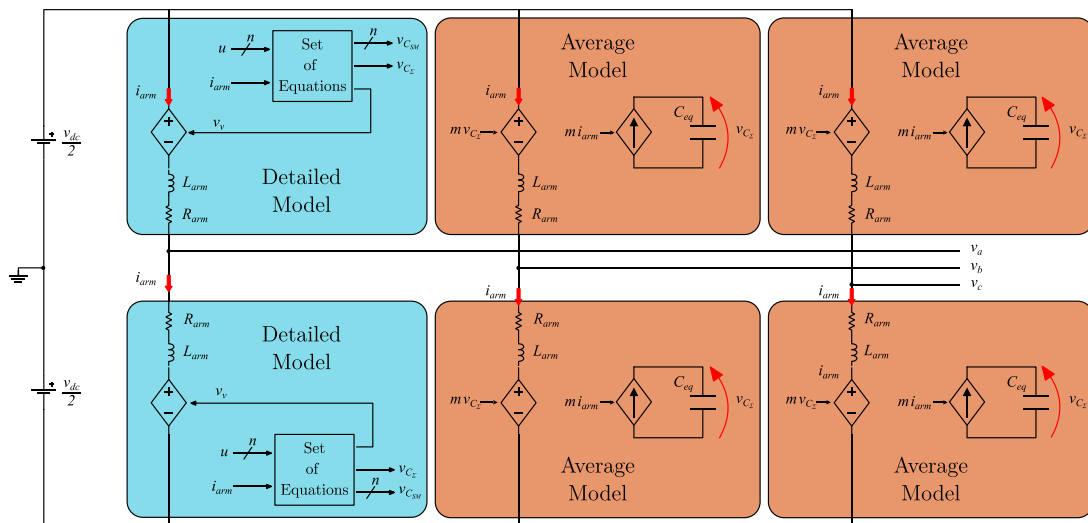 u n Set of Equations n v_{C_{SM}}
i_{arm} v_{C_Σ}
v_v
i_{arm}
+
−
L_{arm}
R_{arm}
Detailed Model
Average Model
i_{arm}
m v_{C_Σ}
+
−
m i_{arm}
C_{eq}
v_{C_Σ}
L_{arm}
R_{arm}
Average Model
i_{arm}
m v_{C_Σ}
+
−
m i_{arm}
C_{eq}
v_{C_Σ}
L_{arm}
R_{arm}
+
v_{dc}
2
v_a
v_b
v_c
i_{arm}
i_{arm}
i_{arm}
+
v_{dc}
2
R_{arm}
L_{arm}
Detailed Model
+
−
v_v
u n Set of Equations v_{C_Σ}
i_{arm} n v_{C_{SM}}
R_{arm}
L_{arm}
m v_{C_Σ}
+
−
m i_{arm}
C_{eq}
v_{C_Σ}
Average Model
R_{arm}
L_{arm}
i_{arm}
m v_{C_Σ}
+
−
m i_{arm}
C_{eq}
v_{C_Σ}
Average Model